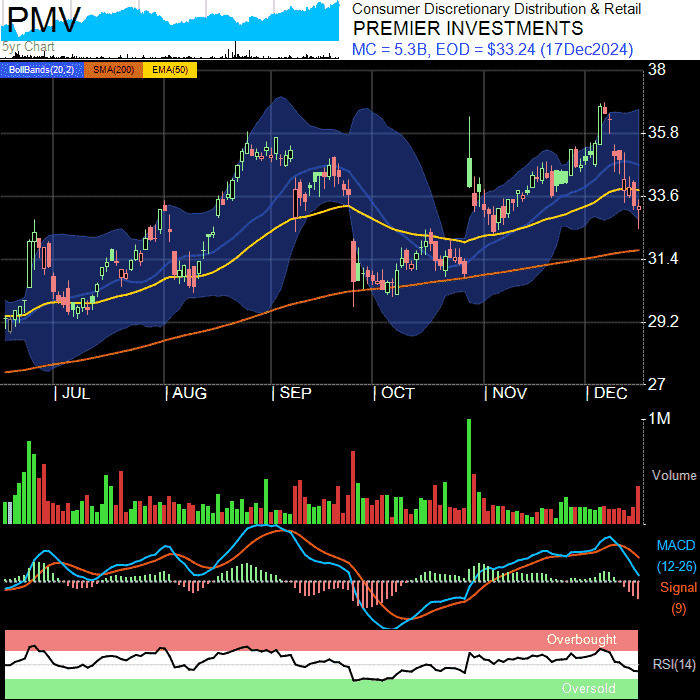 PMV
5yr Chart
Consumer Discretionary Distribution & Retail
PREMIER INVESTMENTS
MC = 5.3B, EOD = $33.24 (17Dec2024)
BollBands(20,2) SMA(200) EMA(50)
38
35.8
33.6
31.4
29.2
27
JUL AUG SEP OCT NOV DEC
1M
Volume
MACD
(12-26)
Signal
(9)
Overbought
RSI(14)
Oversold